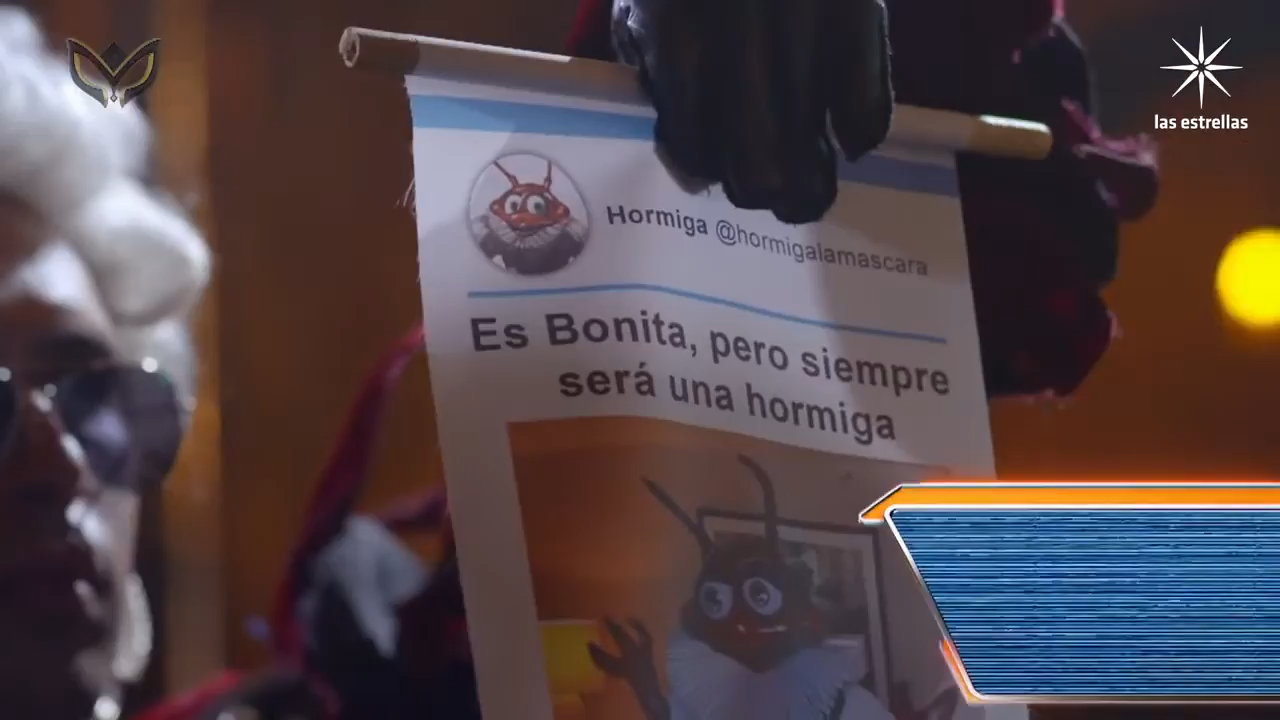 las estrellas
Hormiga @hormigalamascara
Es Bonita, pero siempre
será una hormiga